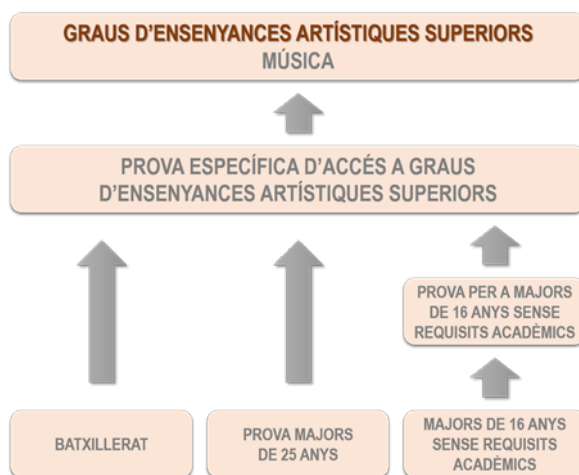 GRAUS D'ENSENYANCES ARTÍSTIQUES SUPERIORS
MÚSICA
PROVA ESPECÍFICA D'ACCÉS A GRAUS
D'ENSENYANCES ARTÍSTIQUES SUPERIORS
PROVA PER A MAJORS
DE 16 ANYS SENSE
REQUISITS ACADÈMICS
BATXILLERAT
PROVA MAJORS
DE 25 ANYS
MAJORS DE 16 ANYS
SENSE REQUISITS
ACADÈMICS